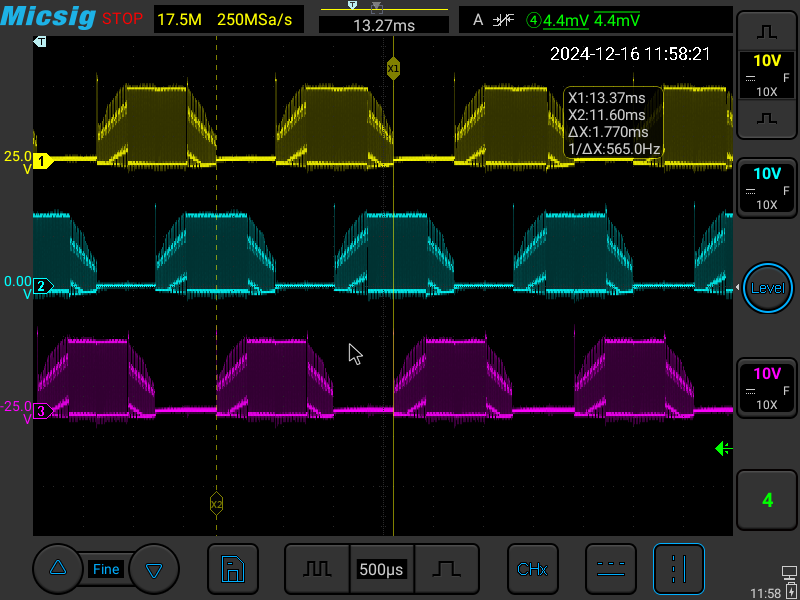 Micsig STOP 17.5M 250MSa/s T 13.27ms A 4 4.4mV 4.4mV
T
2024-12-16 11:58:21
X1
10V
F
10X
X1:13.37ms
X2:11.60ms
ΔX:1.770ms
1/ΔX:565.0Hz
25.0
V
1
10V
F
10X
0.00
V
2
Level
10V
F
10X
-25.0
V
3
X2
4
Fine
500µs
CHx
11:58